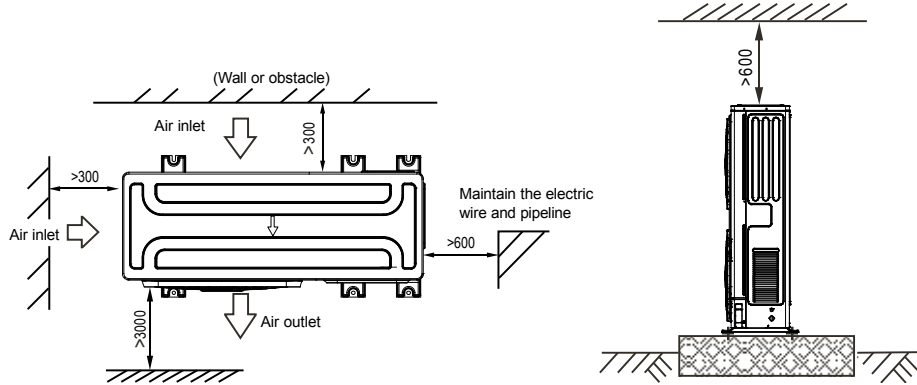 (Wall or obstacle)
Air inlet
>300
>300
Air inlet
Maintain the electric
wire and pipeline
>600
Air outlet
>3000
>600